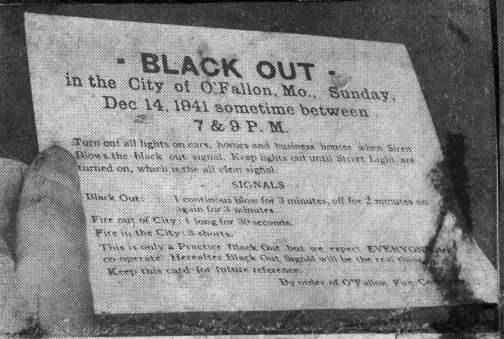 - BLACK OUT -
in the City of O'Fallon, Mo., Sunday,
Dec 14, 1941 sometime between
7 & 9 P. M.
Turn out all lights on cars, homes and business houses when Siren
Blows the black out signal. Keep lights out until Street Light are
turned on, which is the all clear signal.
- SIGNALS -
Black Out: 1 continous blow for 3 minutes, off for 2 minutes on
again for 3 minutes.
Fire out of City: 1 long for 30 seconds.
Fire in the City: 3 shorts.
This is only a Practice Black Out but we expect
co-operate! Hereafter Black Out Signal will be the real thing.
Keep this card for future reference.
By order of O'Fallon Fire